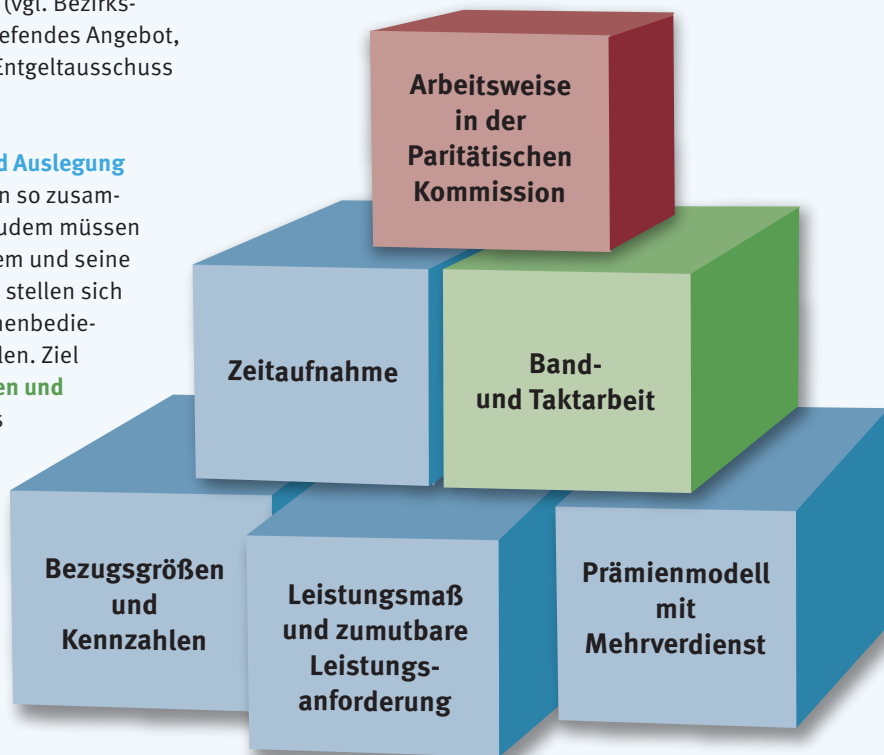 (vgl. Bezirks-
efendes Angebot,
Entgeltausschuss
d Auslegung
n so zusam-
udem müssen
em und seine
stellen sich
nenbedie-
len. Ziel
en und
s
Arbeitsweise
in der
Paritätischen
Kommission
Zeitaufnahme
Band-
und Taktarbeit
Bezugsgrößen
und
Kennzahlen
Leistungsmaß
und zumutbare
Leistungs-
anforderung
Prämienmodell
mit
Mehrverdienst